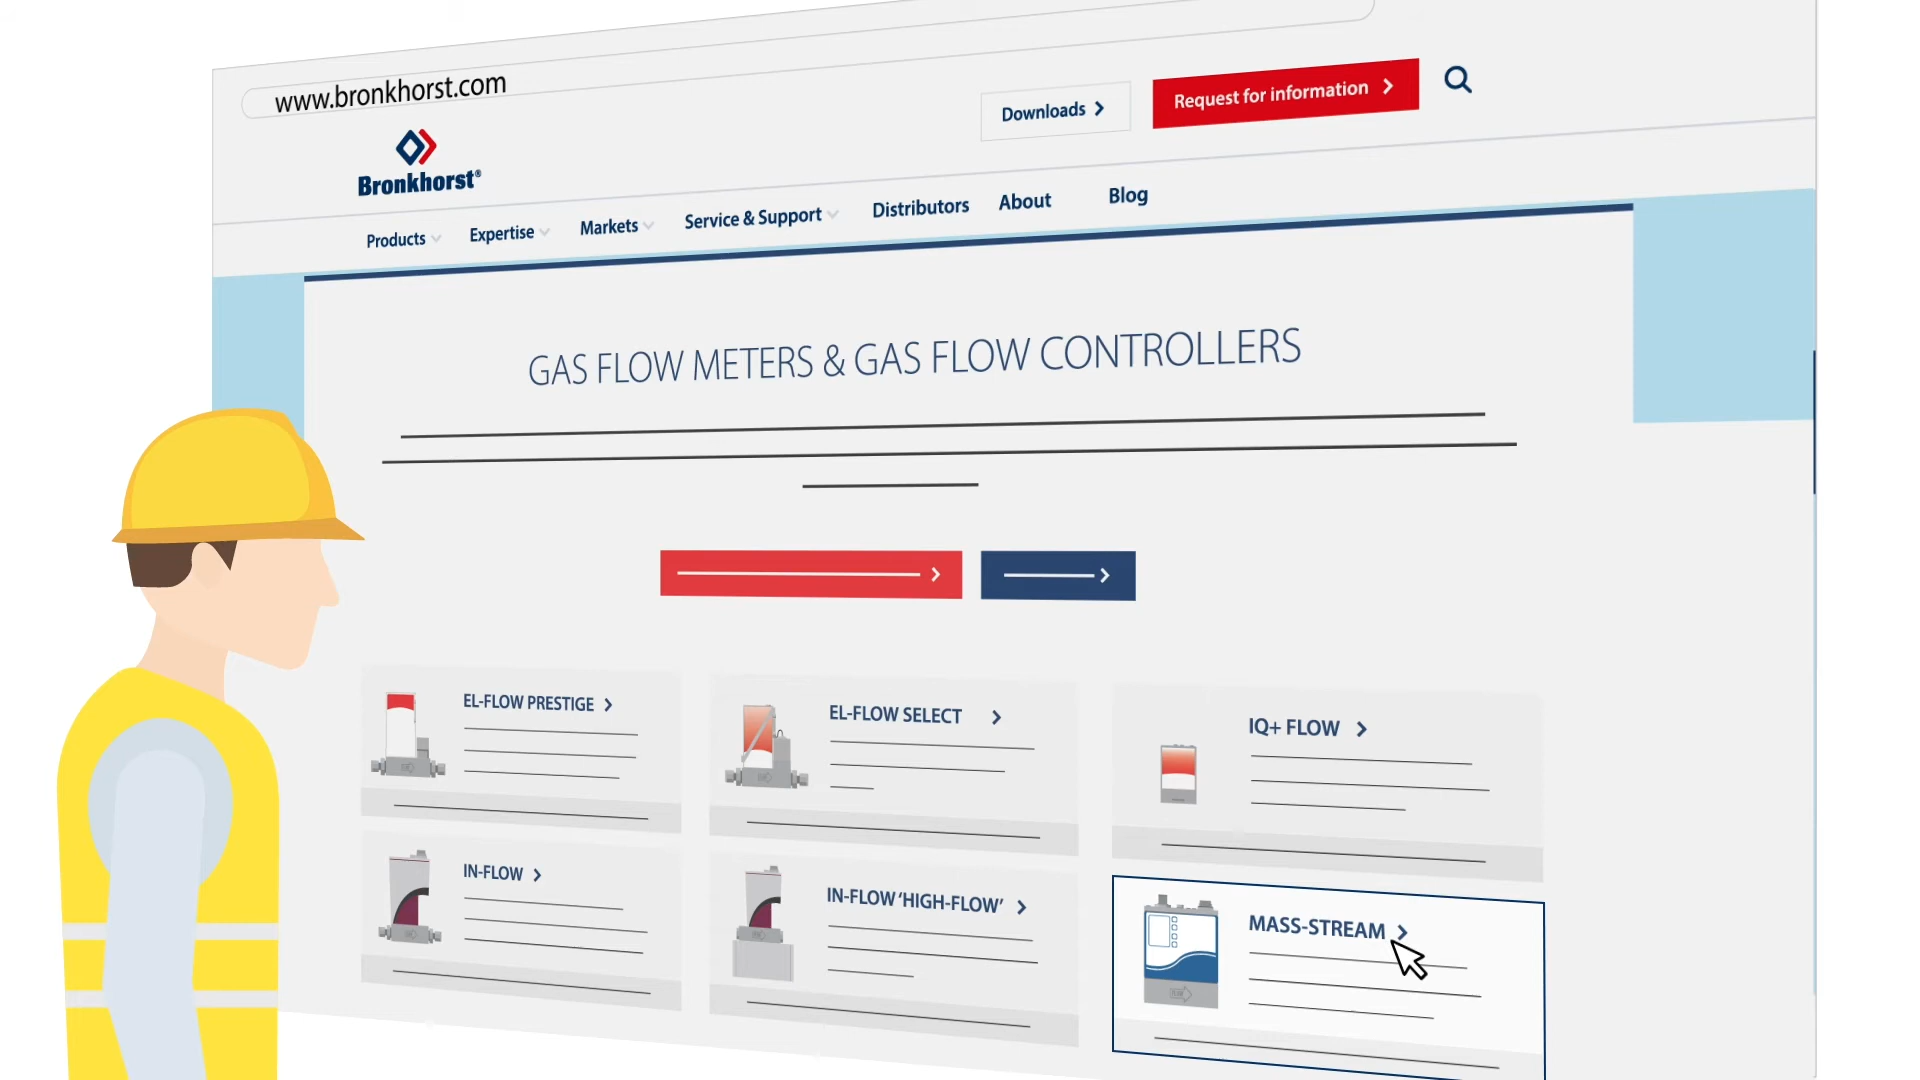 www.bronkhorst.com
Downloads
Request for information
Bronkhorst®
Products
Expertise
Markets
Service & Support
Distributors
About
Blog
GAS FLOW METERS & GAS FLOW CONTROLLERS
EL-FLOW PRESTIGE
EL-FLOW SELECT
IQ+ FLOW
IN-FLOW
IN-FLOW ‘HIGH-FLOW’
MASS-STREAM